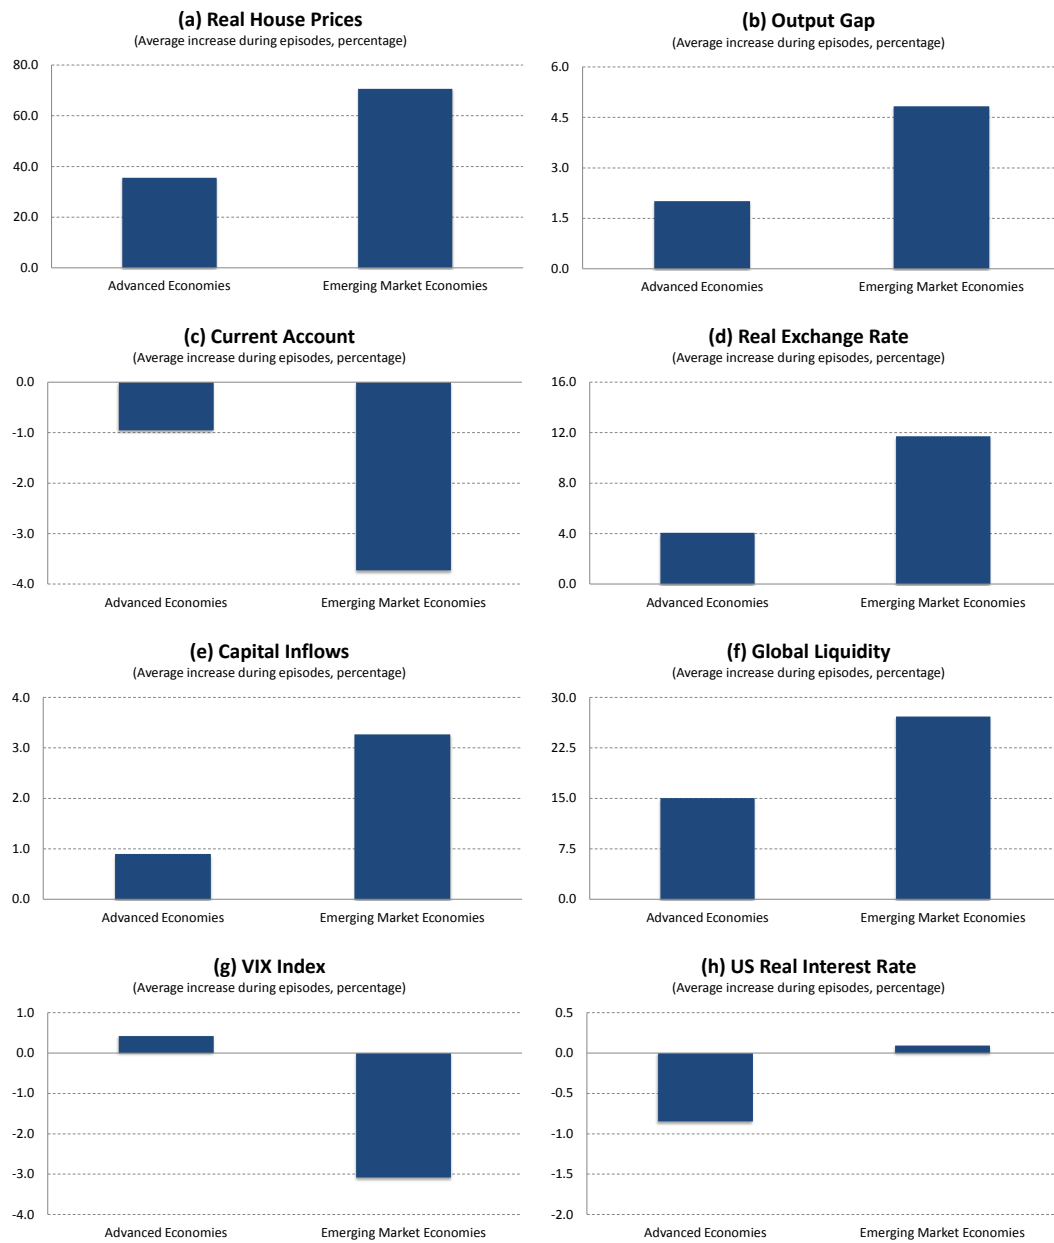 (a) Real House Prices
(Average increase during episodes, percentage)
80.0
60.0
40.0
20.0
0.0
Advanced Economies Emerging Market Economies
(b) Output Gap
(Average increase during episodes, percentage)
6.0
4.5
3.0
1.5
0.0
Advanced Economies Emerging Market Economies
(c) Current Account
(Average increase during episodes, percentage)
0.0
-1.0
-2.0
-3.0
-4.0
Advanced Economies Emerging Market Economies
(d) Real Exchange Rate
(Average increase during episodes, percentage)
16.0
12.0
8.0
4.0
0.0
Advanced Economies Emerging Market Economies
(e) Capital Inflows
(Average increase during episodes, percentage)
4.0
3.0
2.0
1.0
0.0
Advanced Economies Emerging Market Economies
(f) Global Liquidity
(Average increase during episodes, percentage)
30.0
22.5
15.0
7.5
0.0
Advanced Economies Emerging Market Economies
(g) VIX Index
(Average increase during episodes, percentage)
1.0
0.0
-1.0
-2.0
-3.0
-4.0
Advanced Economies Emerging Market Economies
(h) US Real Interest Rate
(Average increase during episodes, percentage)
0.5
0.0
-0.5
-1.0
-1.5
-2.0
Advanced Economies Emerging Market Economies